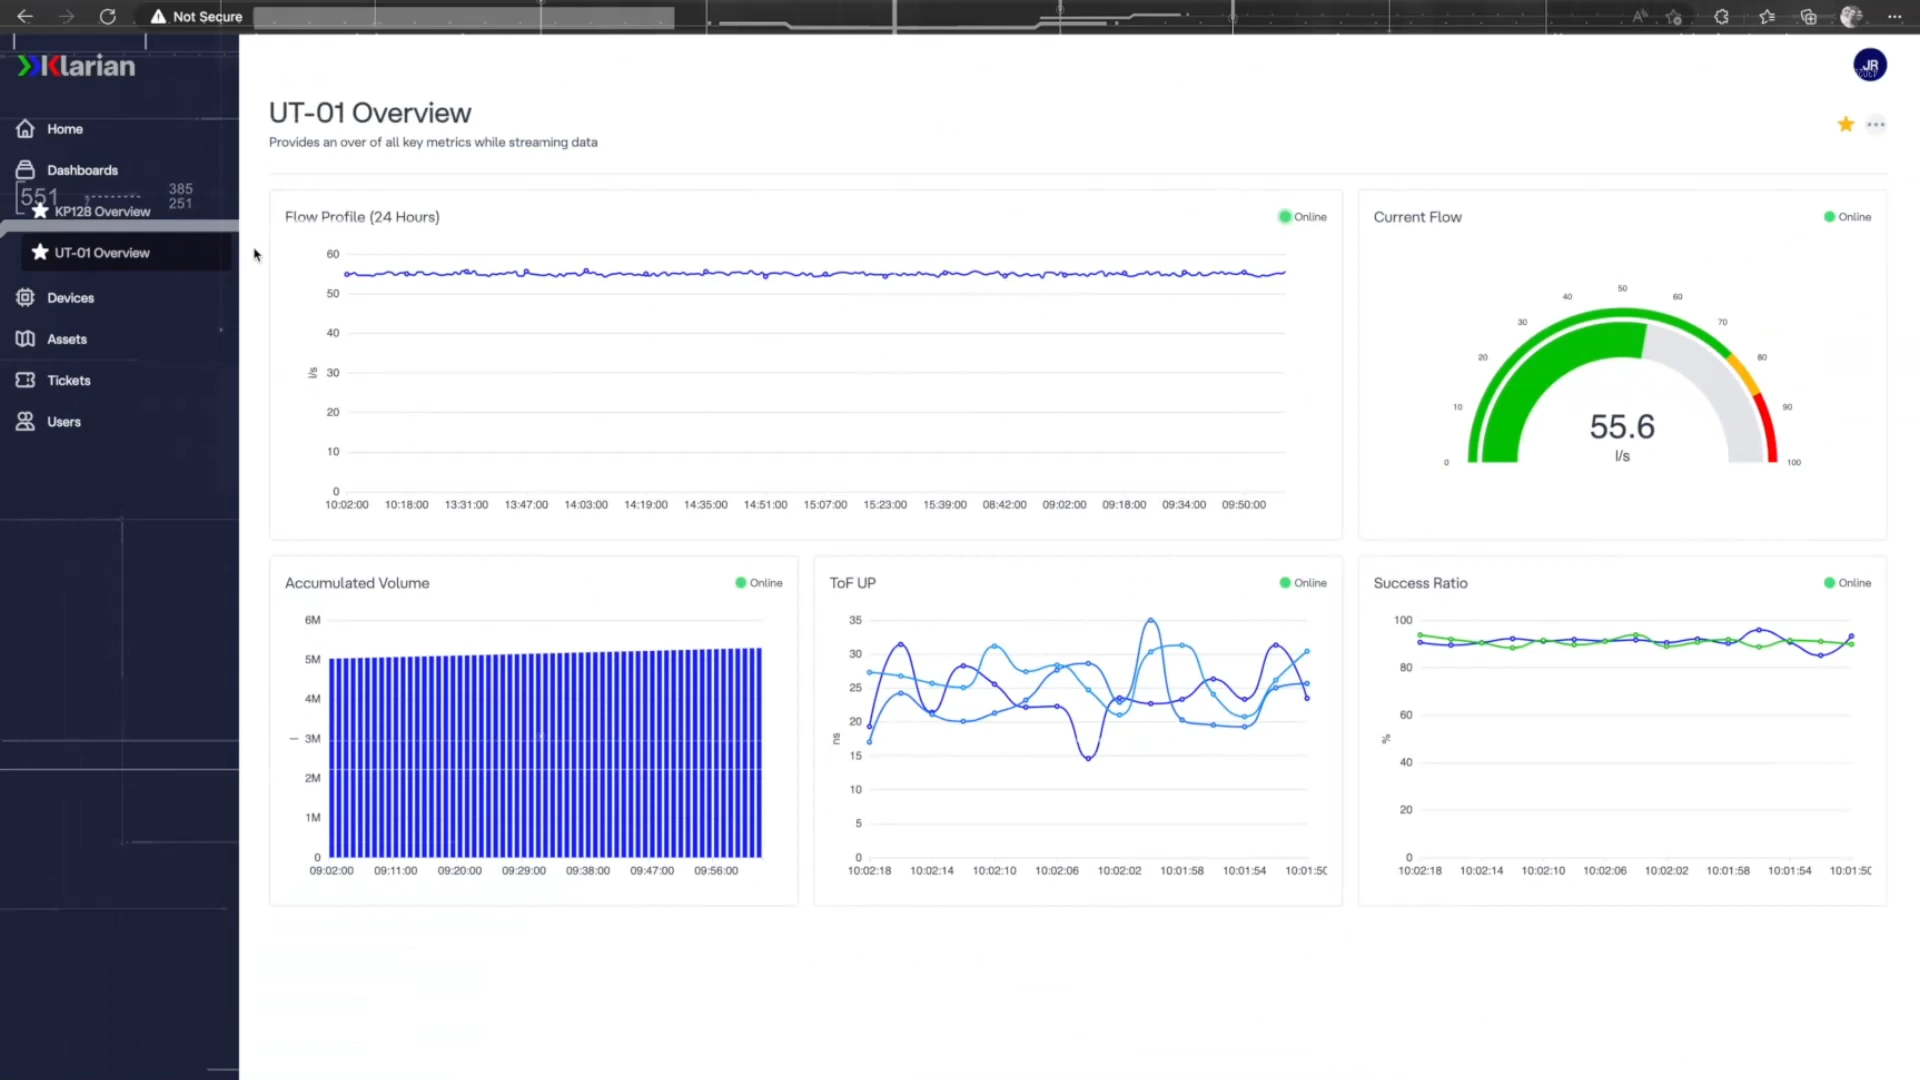 Not Secure
Klarian
JR
Home
Dashboards
551
385
251
KP128 Overview
UT-01 Overview
Devices
Assets
Tickets
Users
UT-01 Overview
Provides an over of all key metrics while streaming data
Flow Profile (24 Hours)
Online
60
50
40
30
20
10
0
l/s
10:02:00 10:18:00 13:31:00 13:47:00 14:03:00 14:19:00 14:35:00 14:51:00 15:07:00 15:23:00 15:39:00 08:42:00 09:02:00 09:18:00 09:34:00 09:50:00
Current Flow
Online
0 10 20 30 40 50 60 70 80 90 100
55.6
l/s
Accumulated Volume
Online
6M
5M
4M
3M
2M
1M
0
l
09:02:00 09:11:00 09:20:00 09:29:00 09:38:00 09:47:00 09:56:00
ToF UP
Online
35
30
25
20
15
10
5
0
ns
10:02:18 10:02:14 10:02:10 10:02:06 10:02:02 10:01:58 10:01:54 10:01:50
Success Ratio
Online
100
80
60
40
20
0
%
10:02:18 10:02:14 10:02:10 10:02:06 10:02:02 10:01:58 10:01:54 10:01:50